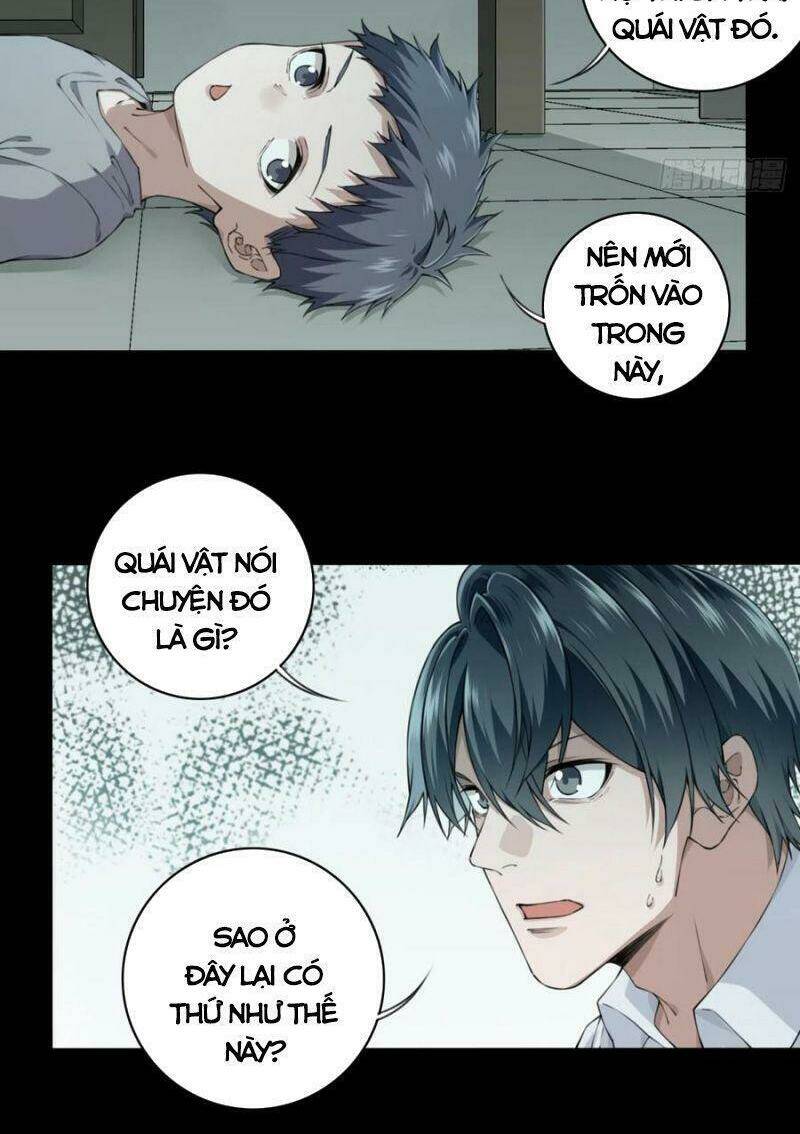 QUÁI VẬT ĐÓ.
NÊN MỚI
TRỐN VÀO
TRONG
NÀY,
QUÁI VẬT NÓI
CHUYỆN ĐÓ
LÀ GÌ?
SAO Ở
ĐÂY LẠI CÓ
THỨ NHƯ THẾ
NÀY?